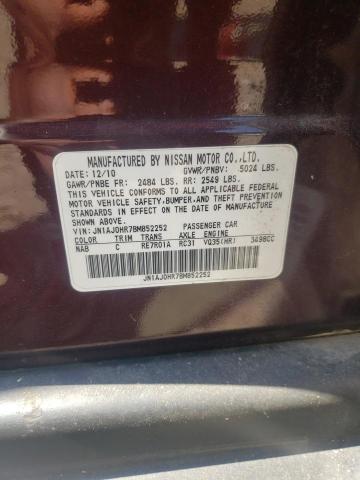 MANUFACTURED BY NISSAN MOTOR CO.,LTD.
DATE: 12/10 GVWR/PNBV: 5024 LBS.
GAWR/PNBE FR: 2484 LBS. RR: 2549 LBS.
THIS VEHICLE CONFORMS TO ALL APPLICABLE FEDERAL
MOTOR VEHICLE SAFETY, BUMPER, AND THEFT PREVENTION
STANDARDS IN EFFECT ON THE DATE OF MANUFACTURE
SHOWN ABOVE.
VIN: JN1AJ0HR7BM852252 PASSENGER CAR
COLOR TRIM TRANS AXLE ENGINE
NAB C RE7R01A RC31 VQ35(HR) 3498CC
JN1AJ0HR7BM852252